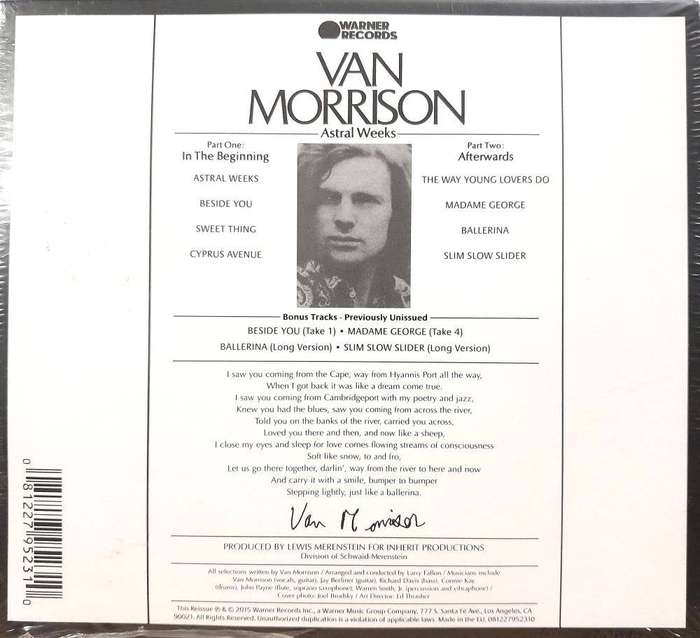 WARNER
RECORDS
VAN
MORRISON
Astral Weeks
Part One:
In The Beginning
ASTRAL WEEKS
BESIDE YOU
SWEET THING
CYPRUS AVENUE
Part Two:
Afterwards
THE WAY YOUNG LOVERS DO
MADAME GEORGE
BALLERINA
SLIM SLOW SLIDER
Bonus Tracks - Previously Unissued
BESIDE YOU (Take 1) • MADAME GEORGE (Take 4)
BALLERINA (Long Version) • SLIM SLOW SLIDER (Long Version)
I saw you coming from the Cape, way from Hyannis Port all the way,
When I got back it was like a dream come true.
I saw you coming from Cambridgeport with my poetry and jazz,
Knew you had the blues, saw you coming from across the river,
Told you on the banks of the river, carried you across,
Loved you there and then, and now like a sheep,
I close my eyes and sleep for love comes flowing streams of consciousness
Soft like snow, to and fro,
Let us go there together, darlin', way from the river to here and now
And carry it with a smile, bumper to bumper
Stepping lightly, just like a ballerina.
Van Morrison
PRODUCED BY LEWIS MERENSTEIN FOR INHERIT PRODUCTIONS
Division of Schwaid-Merenstein
All selections written by Van Morrison / Arranged and conducted by Larry Fallon / Musicians include
Van Morrison (vocals, guitar), Jay Berliner (guitar), Richard Davis (bass), Connie Kay
(drums), John Payne (flute, soprano saxophone), Warren Smith, Jr. (percussion and vibraphone) /
Cover photo: Joel Brodsky / Art Director: Ed Thrasher
This Reissue ℗ & © 2015 Warner Records Inc., a Warner Music Group Company, 777 S. Santa Fe Ave., Los Angeles, CA
90021. All Rights Reserved. Unauthorized duplication is a violation of applicable laws. Made in the EU. 081227952310
0 81227 95231 0